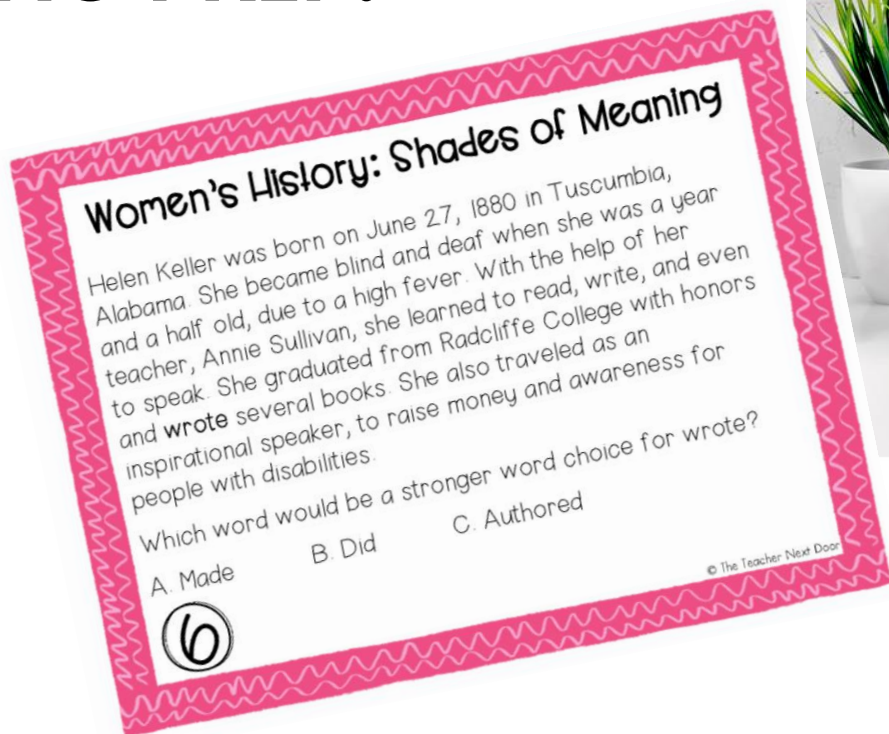 Women's History: Shades of Meaning
Helen Keller was born on June 27, 1880 in Tuscumbia,
Alabama. She became blind and deaf when she was a year
and a half old, due to a high fever. With the help of her
teacher, Annie Sullivan, she learned to read, write, and even
to speak. She graduated from Radcliffe College with honors
and wrote several books. She also traveled as an
inspirational speaker, to raise money and awareness for
people with disabilities.
Which word would be a stronger word choice for wrote?
A. Made B. Did C. Authored
© The Teacher Next Door
6